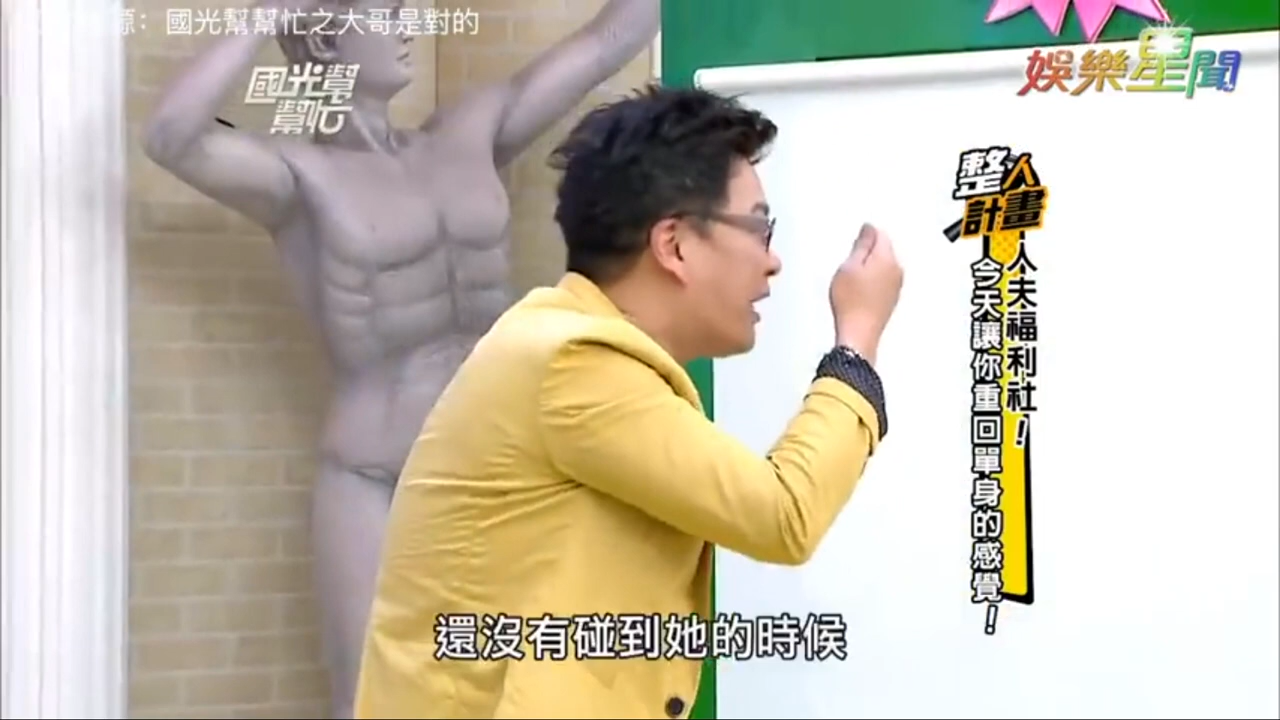 源：國光幫幫忙之大哥是對的
國光幫
幫忙
娛樂星聞
整人
計畫
人夫福利社！
今天讓你重回單身的感覺！
還沒有碰到她的時候